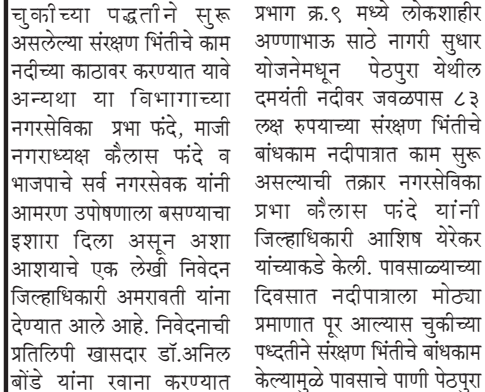 चुकीच्या पद्धतीने सुरू
असलेल्या संरक्षण भिंतीचे काम
नदीच्या काठावर करण्यात यावे
अन्यथा या विभागाच्या
नगरसेविका प्रभा फंदे, माजी
नगराध्यक्ष कैलास फंदे व
भाजपाचे सर्व नगरसेवक यांनी
आमरण उपोषणाला बसण्याचा
इशारा दिला असून अशा
आशयाचे एक लेखी निवेदन
जिल्हाधिकारी अमरावती यांना
देण्यात आले आहे. निवेदनाची
प्रतिलिपी खासदार डॉ.अनिल
बोंडे यांना रवाना करण्यात
प्रभाग क्र.९ मध्ये लोकशाहीर
अण्णाभाऊ साठे नागरी सुधार
योजनेमधून पेठपुरा येथील
दमयंती नदीवर जवळपास ८३
लक्ष रुपयाच्या संरक्षण भिंतीचे
बांधकाम नदीपात्रात काम सुरू
असल्याची तक्रार नगरसेविका
प्रभा कैलास फंदे यांनी
जिल्हाधिकारी आशिष येरेकर
यांच्याकडे केली. पावसाळ्याच्या
दिवसात नदीपात्राला मोठ्या
प्रमाणात पूर आल्यास चुकीच्या
पध्दतीने संरक्षण भिंतीचे बांधकाम
केल्यामुळे पावसाचे पाणी पेठपुरा